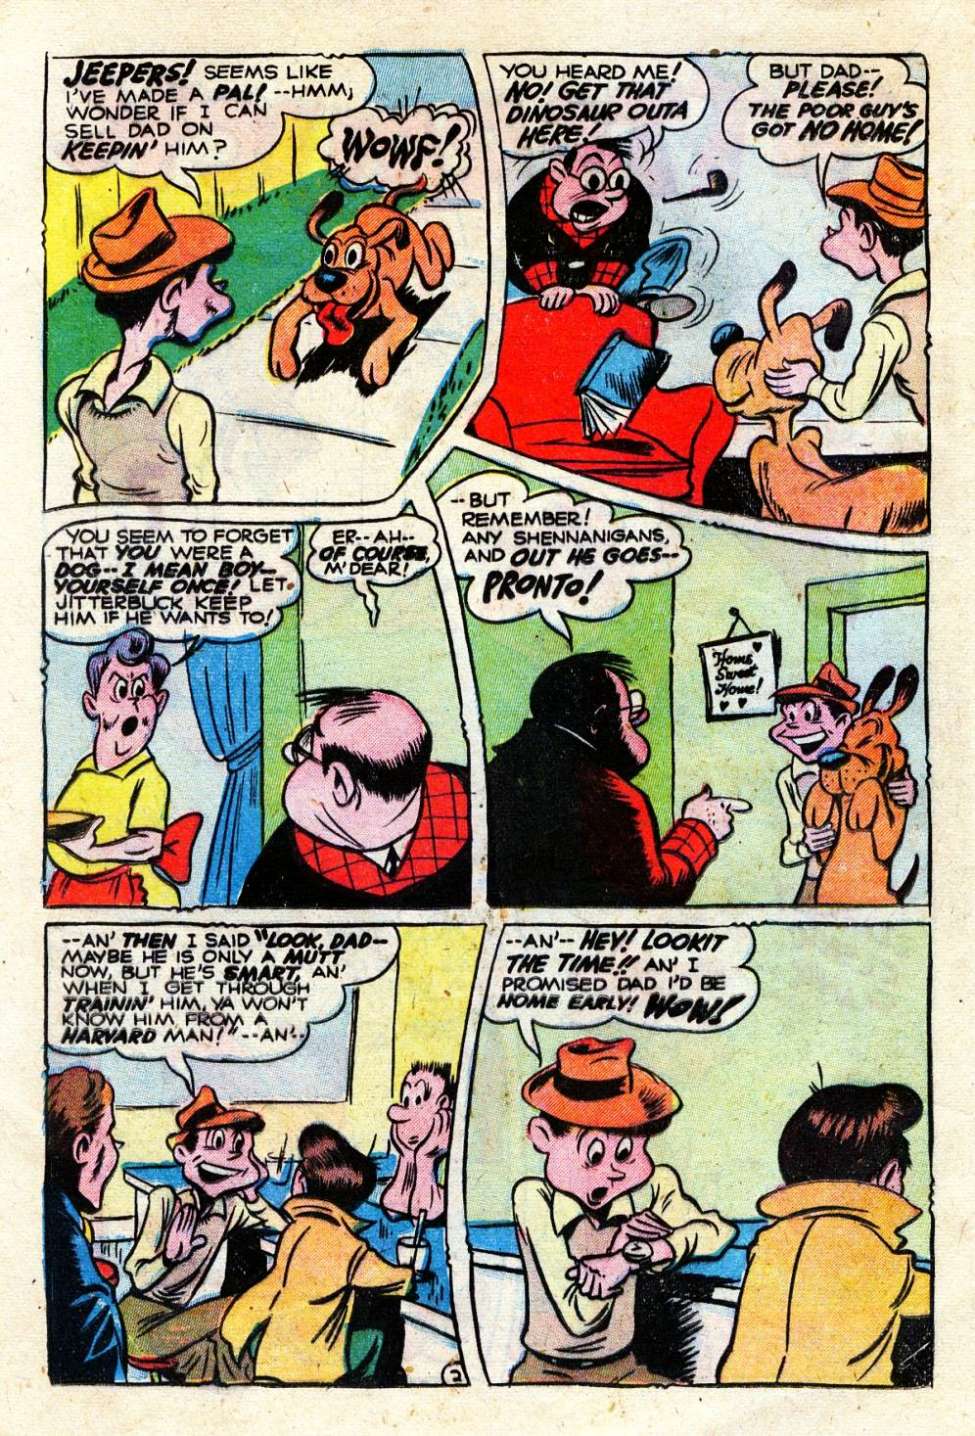 JEEPERS! SEEMS LIKE
I'VE MADE A PAL! --HMM,
WONDER IF I CAN
SELL DAD ON
KEEPIN' HIM?
WOWF!
YOU HEARD ME!
NO! GET THAT
DINOSAUR OUTA
HERE!
BUT DAD--
PLEASE!
THE POOR GUY'S
GOT NO HOME!
YOU SEEM TO FORGET
THAT YOU WERE A
DOG--I MEAN BOY--
YOURSELF ONCE! LET
JITTERBUCK KEEP
HIM IF HE WANTS TO!
ER--AH--
OF COURSE,
M'DEAR!
--BUT
REMEMBER!
ANY SHENNANIGANS,
AND OUT HE GOES--
PRONTO!
Home
Sweet
Home!
--AN' THEN I SAID "LOOK, DAD--
MAYBE HE IS ONLY A MUTT
NOW, BUT HE'S SMART, AN'
WHEN I GET THROUGH
TRAININ' HIM, YA WON'T
KNOW HIM FROM A
HARVARD MAN!" --AN'--
--AN'-- HEY! LOOKIT
THE TIME!! AN' I
PROMISED DAD I'D BE
HOME EARLY! WOW!
2